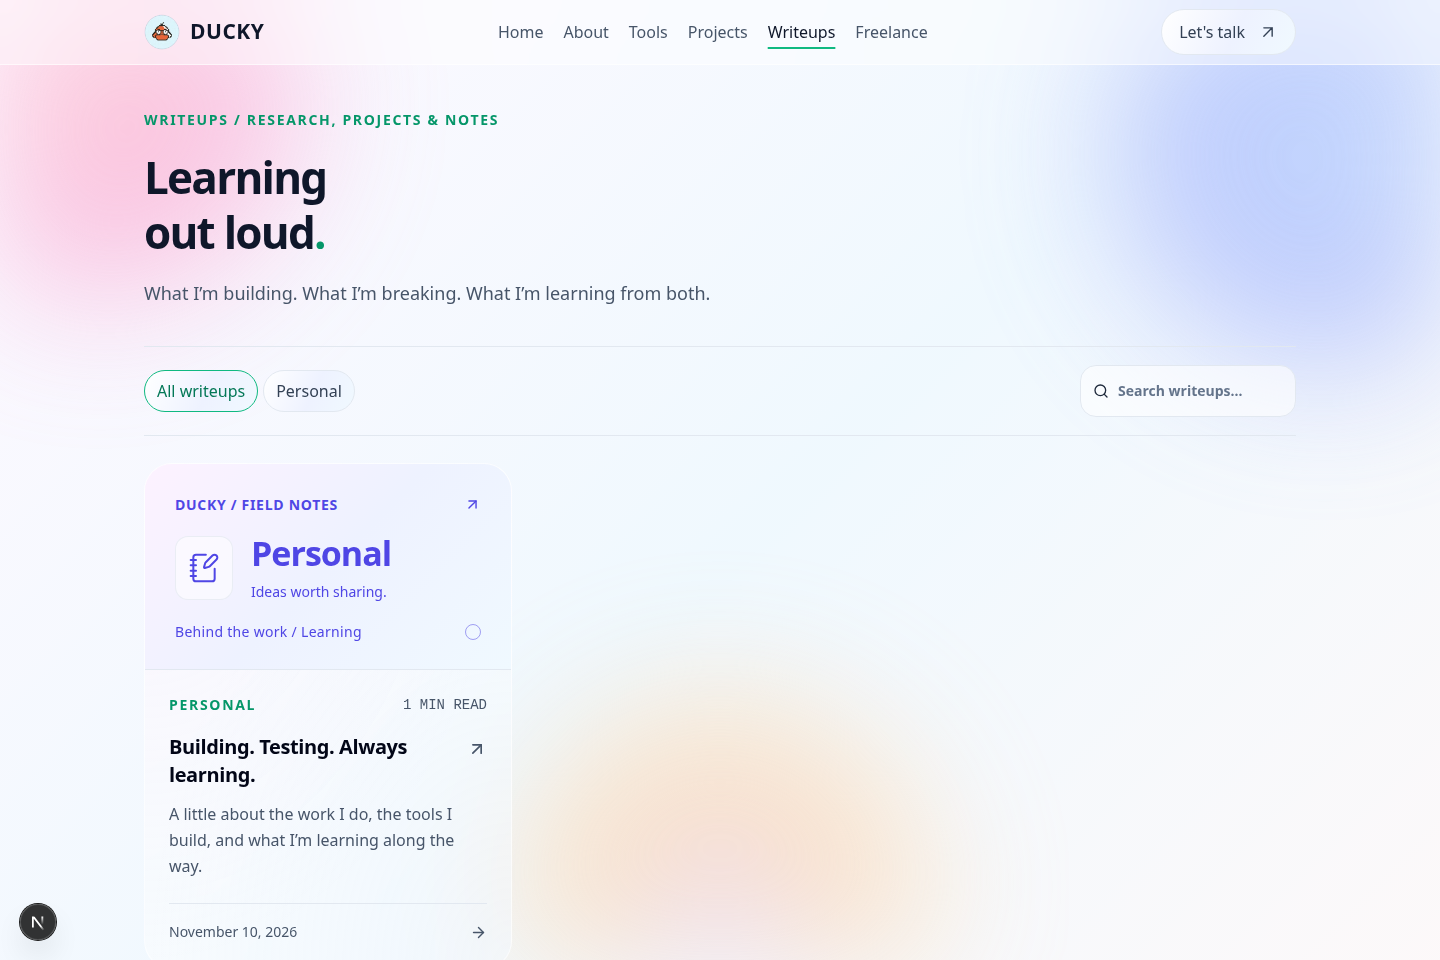 DUCKY
Home About Tools Projects Writeups Freelance
Let's talk
WRITEUPS / RESEARCH, PROJECTS & NOTES
Learning
out loud.
What I’m building. What I’m breaking. What I’m learning from both.
All writeups Personal
Search writeups...
DUCKY / FIELD NOTES
Personal
Ideas worth sharing.
Behind the work / Learning
PERSONAL 1 MIN READ
Building. Testing. Always
learning.
A little about the work I do, the tools I
build, and what I’m learning along the
way.
November 10, 2026
N